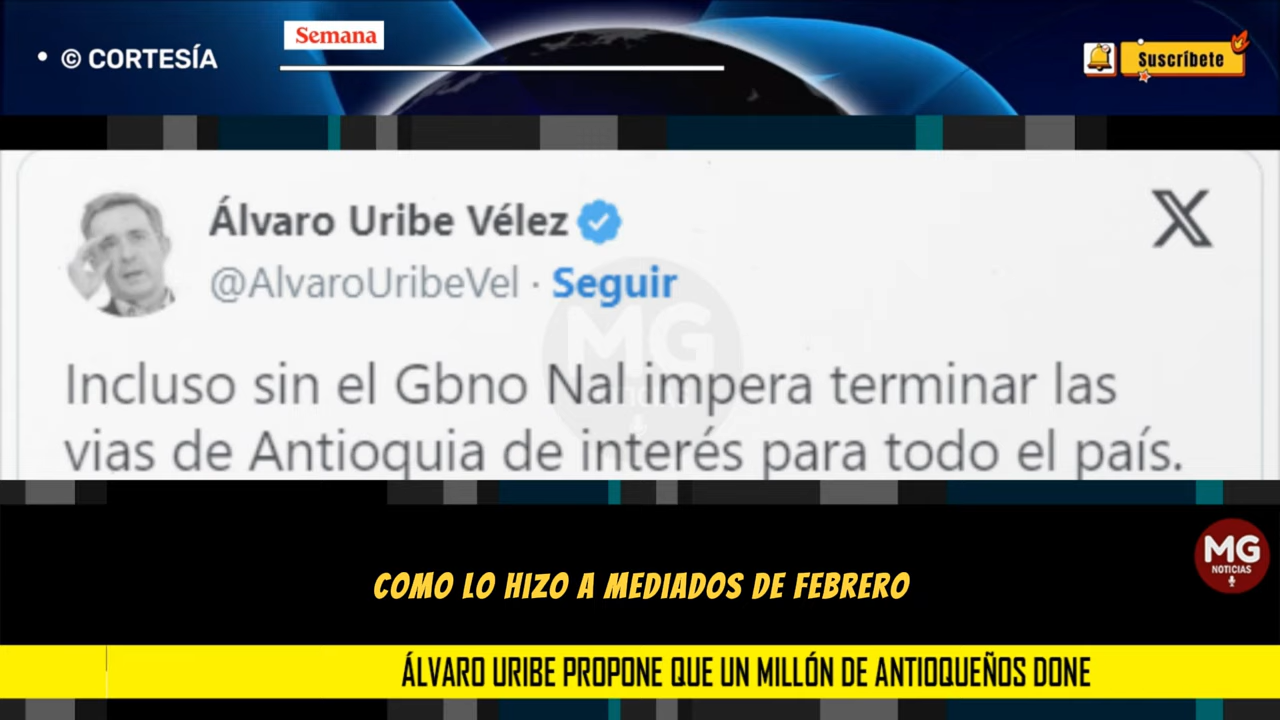 • © CORTESÍA
Semana
Suscríbete
Álvaro Uribe Vélez
@AlvaroUribeVel · Seguir
Incluso sin el Gbno Nal impera terminar las
vias de Antioquia de interés para todo el país.
MG
NOTICIAS
COMO LO HIZO A MEDIADOS DE FEBRERO
MG
NOTICIAS
ÁLVARO URIBE PROPONE QUE UN MILLÓN DE ANTIOQUEÑOS DONE